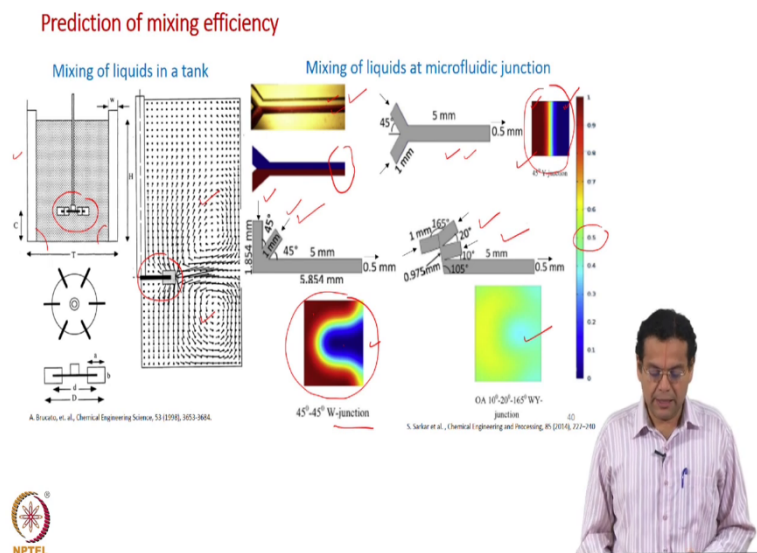 Prediction of mixing efficiency
Mixing of liquids in a tank
Mixing of liquids at microfluidic junction
w
H
C
T
a
b
d
D
A. Brucato, et. al., Chemical Engineering Science, 53 (1998), 3653-3684.
45°
5 mm
0.5 mm
1 mm
45° Y-junction
1.854 mm
45°
1 mm
45°
5 mm
0.5 mm
5.854 mm
45°-45° W-junction
1 mm
165°
20°
10°
5 mm
0.975mm
105°
0.5 mm
OA 10°-20°-165° WY-
junction
1
0.9
0.8
0.7
0.6
0.5
0.4
0.3
0.2
0.1
0
40
S. Sarkar et al., Chemical Engineering and Processing, 85 (2014), 227-240
®
NPTEL